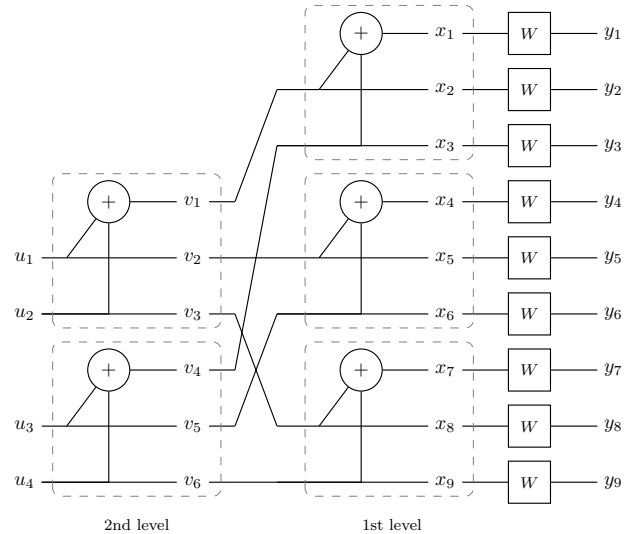 + x₁ W y₁
x₂ W y₂
x₃ W y₃
+ v₁ + x₄ W y₄
u₁ v₂ x₅ W y₅
u₂ v₃ x₆ W y₆
+ v₄ + x₇ W y₇
u₃ v₅ x₈ W y₈
u₄ v₆ x₉ W y₉
2nd level 1st level